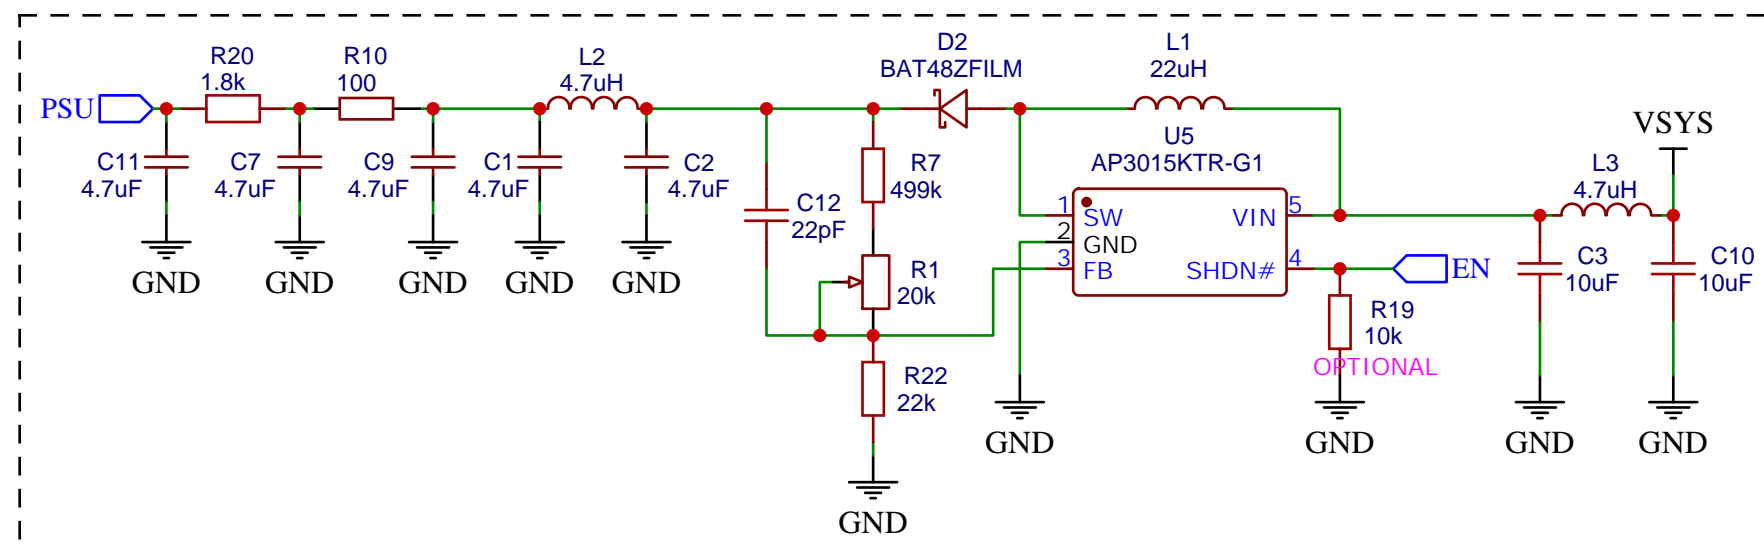 PSU
R20
1.8k
R10
100
L2
4.7uH
D2
BAT48ZFILM
L1
22uH
U5
AP3015KTR-G1
VSYS
L3
4.7uH
C11
4.7uF
C7
4.7uF
C9
4.7uF
C1
4.7uF
C2
4.7uF
R7
499k
C12
22pF
R1
20k
R22
22k
1
SW
2
GND
3
FB
VIN
5
SHDN#
4
EN
R19
10k
OPTIONAL
C3
10uF
C10
10uF
GND
GND
GND
GND
GND
GND
GND
GND
GND
GND